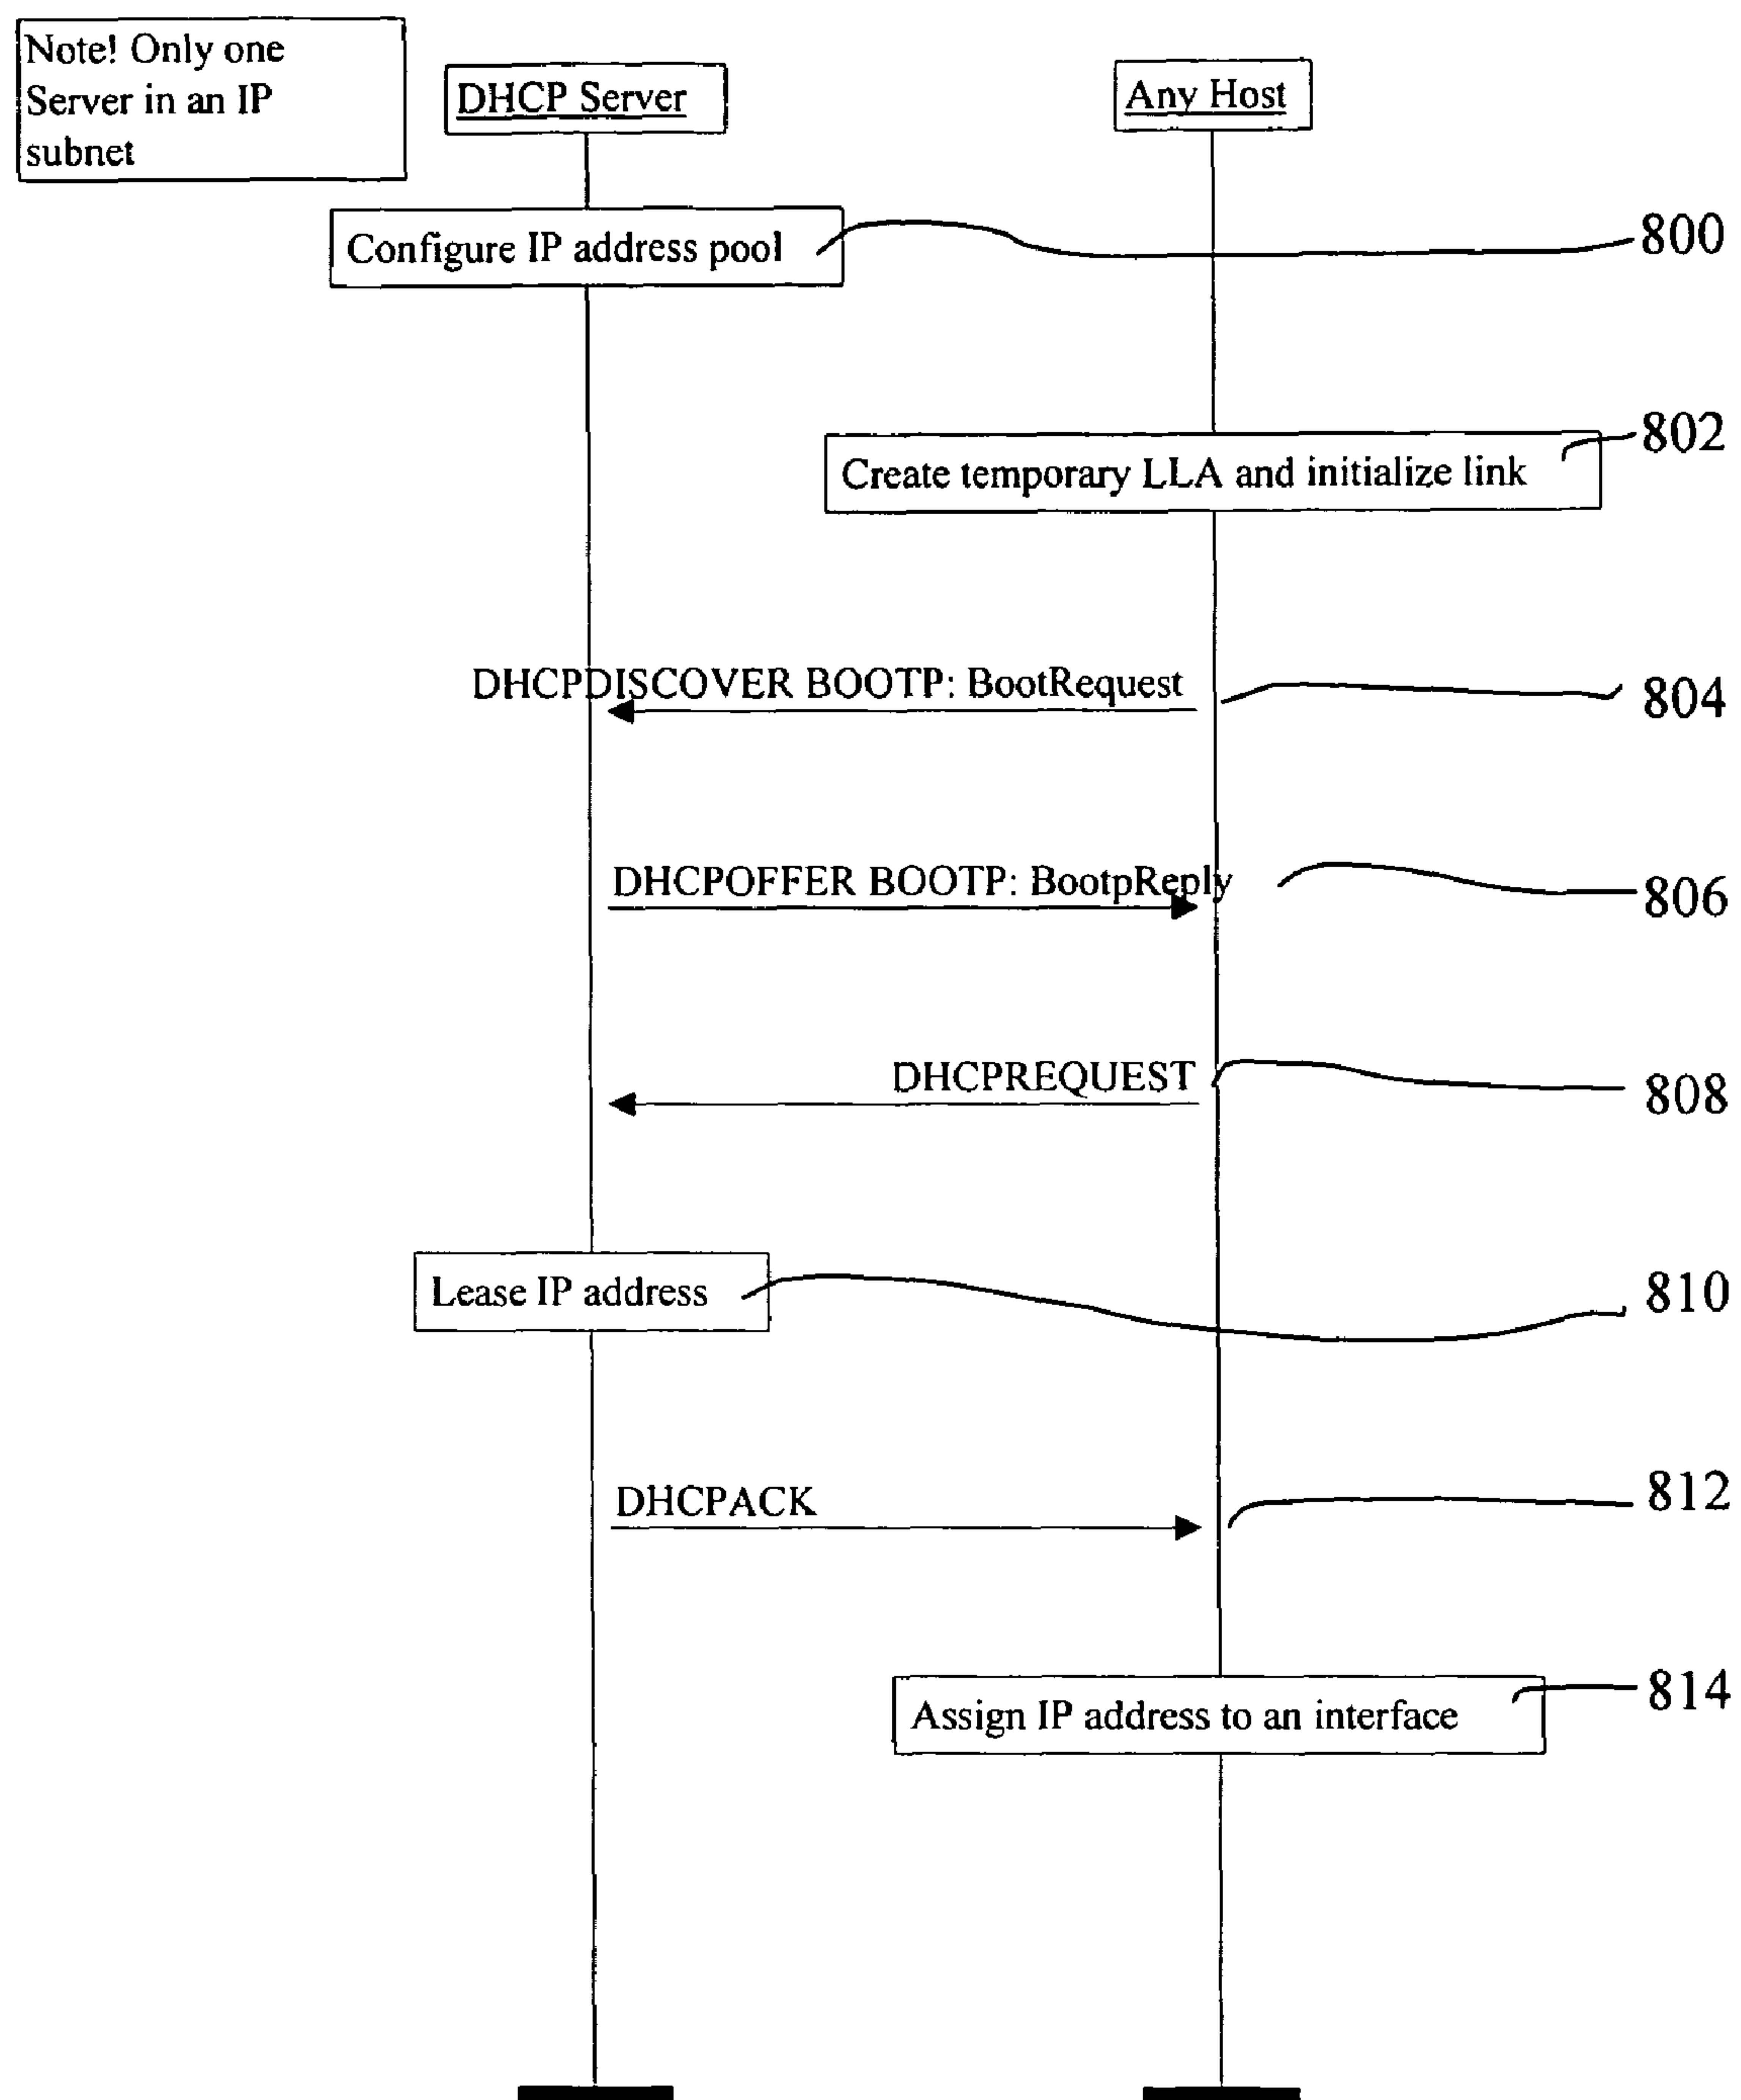 Note! Only one
Server in an IP
subnet
DHCP Server
Any Host
Configure IP address pool
800
Create temporary LLA and initialize link
802
DHCPDISCOVER BOOTP: BootRequest
804
DHCPOFFER BOOTP: BootpReply
806
DHCPREQUEST
808
Lease IP address
810
DHCPACK
812
Assign IP address to an interface
814